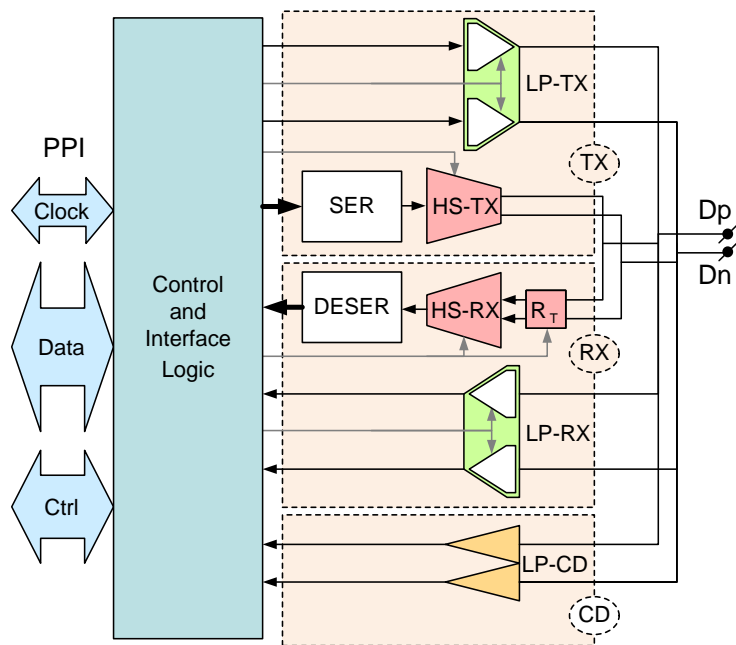 PPI
Clock
Data
Ctrl
Control
and
Interface
Logic
LP-TX
TX
SER
HS-TX
Dp
Dn
DESER
HS-RX
RT
RX
LP-RX
LP-CD
CD